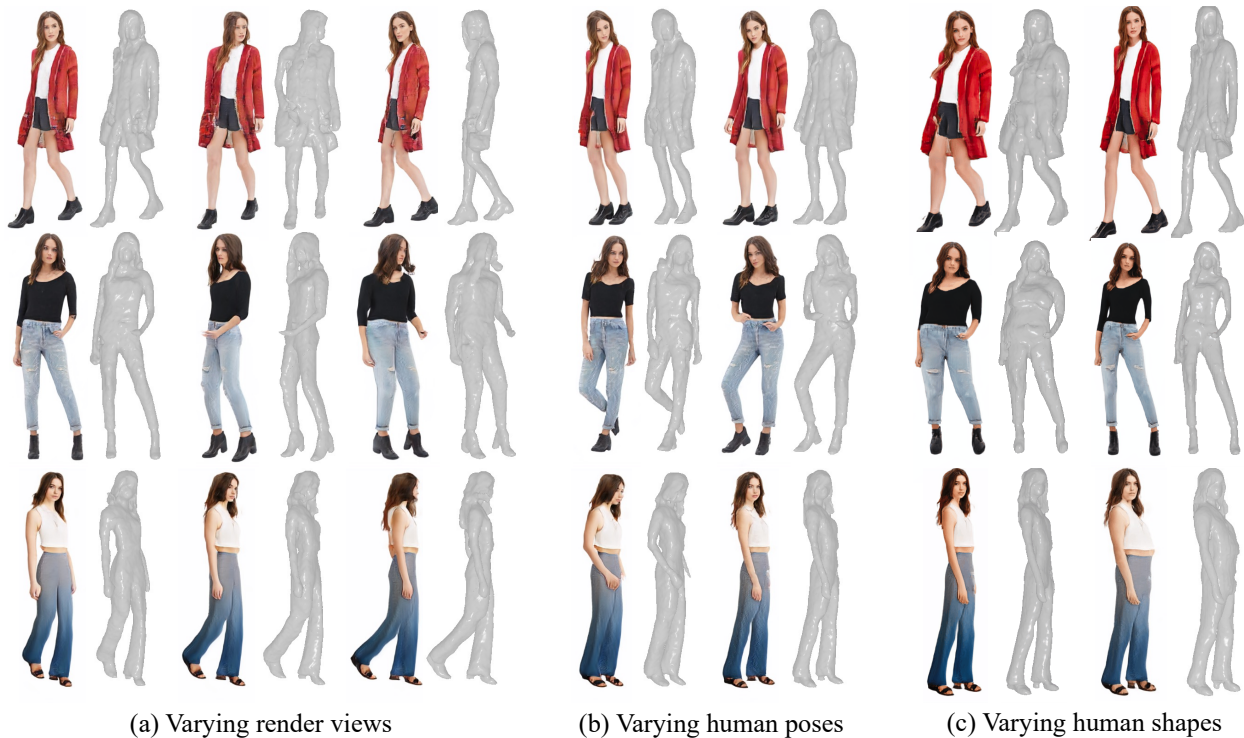 (a) Varying render views
(b) Varying human poses
(c) Varying human shapes